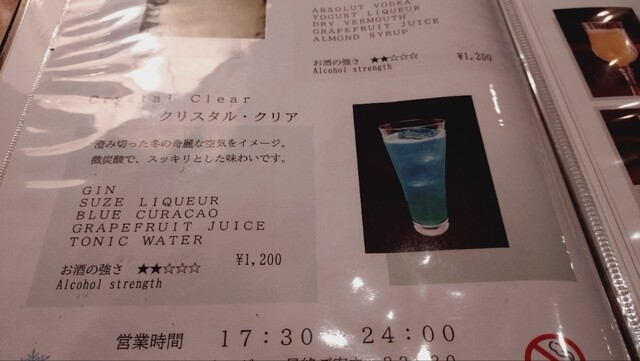 ABSOLUT VODKA
YOGURT LIQUEUR
DRY VERMOUTH
GRAPEFRUIT JUICE
ALMOND SYRUP
お酒の強さ ★★☆☆☆
Alcohol strength
¥1,200
Crystal Clear
クリスタル・クリア
澄み切った冬の奇麗な空気をイメージ。
微炭酸で、スッキリとした味わいです。
GIN
SUZE LIQUEUR
BLUE CURACAO
GRAPEFRUIT JUICE
TONIC WATER
お酒の強さ ★★☆☆☆
Alcohol strength
¥1,200
営業時間 17:30 - 24:00